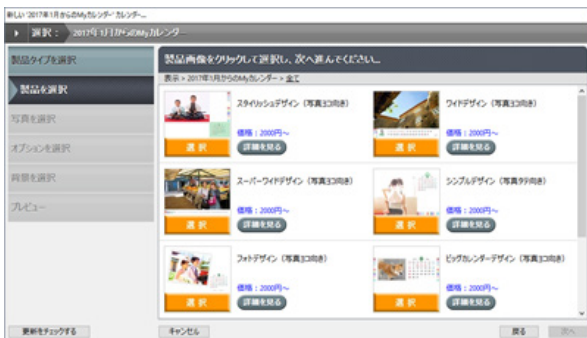 新しい '2017年1月からのMyカレンダー' カレンダー...
選択： 2017年1月からのMyカレンダー
製品タイプを選択
製品を選択
写真を選択
オプションを選択
背景を選択
プレビュー
製品画像をクリックして選択し、次へ進んでください...
表示 » 2017年1月からのMyカレンダー » 全て
スタイリッシュデザイン（写真ヨコ向き）
価格：2000円～
選択
詳細を見る
ワイドデザイン（写真ヨコ向き）
価格：2000円～
選択
詳細を見る
スーパーワイドデザイン（写真ヨコ向き）
価格：2000円～
選択
詳細を見る
シンプルデザイン（写真タテ向き）
価格：2000円～
選択
詳細を見る
フォトデザイン（写真ヨコ向き）
価格：2000円～
選択
詳細を見る
ビッグカレンダーデザイン（写真ヨコ向き）
価格：2000円～
選択
詳細を見る
更新をチェックする
キャンセル
戻る
次へ